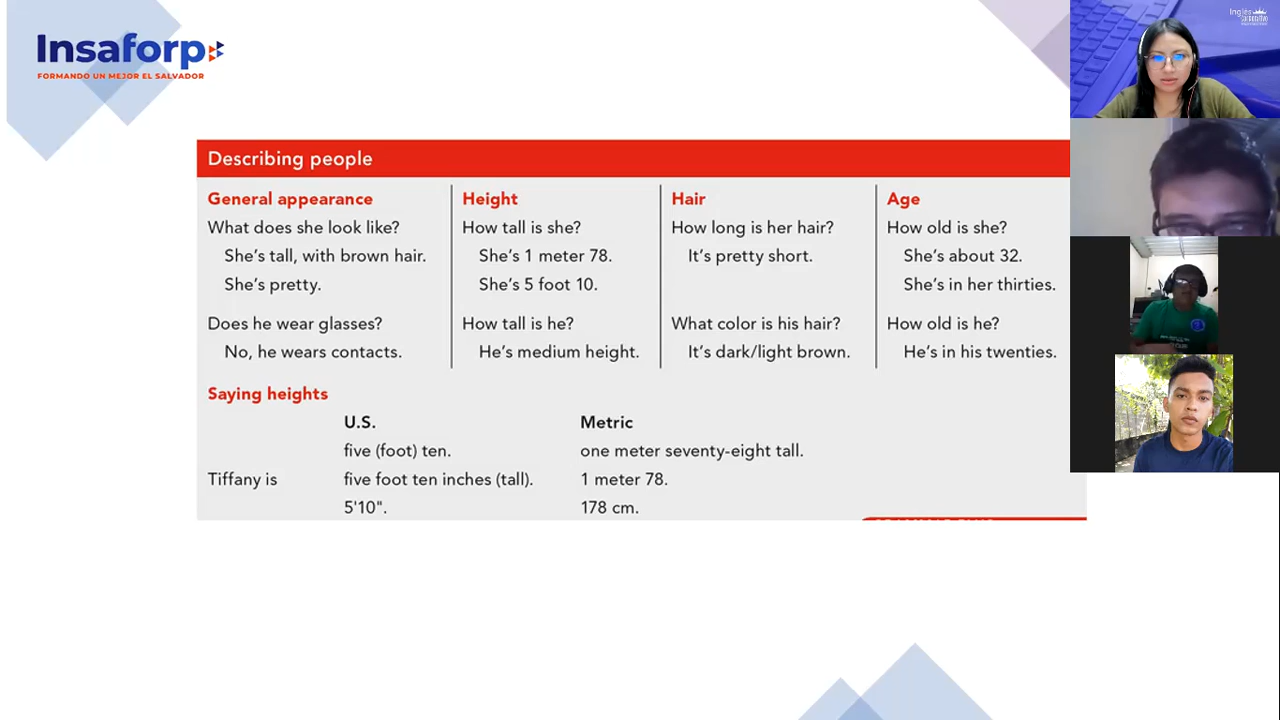 Insaforp
FORMANDO UN MEJOR EL SALVADOR
Describing people
General appearance
What does she look like?
She's tall, with brown hair.
She's pretty.
Does he wear glasses?
No, he wears contacts.
Height
How tall is she?
She's 1 meter 78.
She's 5 foot 10.
How tall is he?
He's medium height.
Hair
How long is her hair?
It's pretty short.
What color is his hair?
It's dark/light brown.
Age
How old is she?
She's about 32.
She's in her thirties.
How old is he?
He's in his twenties.
Saying heights
U.S. Metric
five (foot) ten. one meter seventy-eight tall.
Tiffany is five foot ten inches (tall). 1 meter 78.
5'10". 178 cm.
Inglés